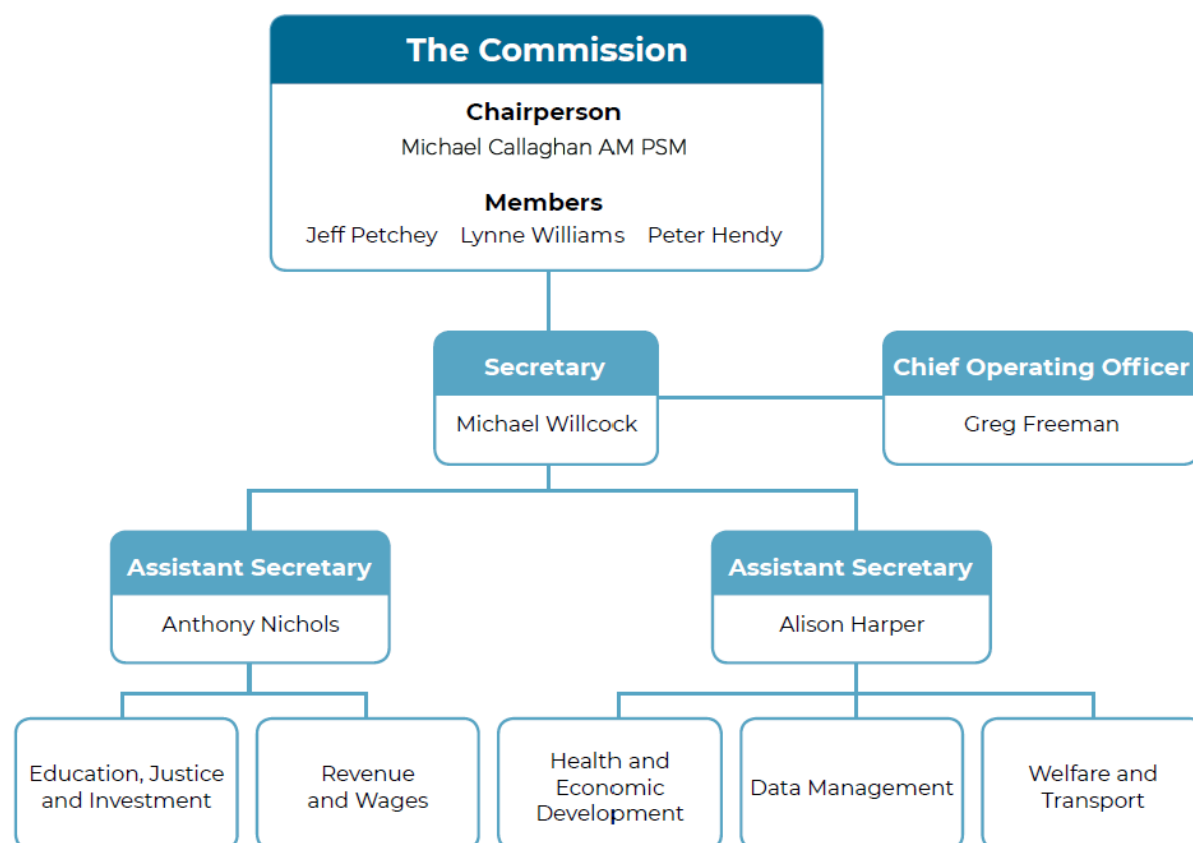 The Commission
Chairperson
Michael Callaghan AM PSM
Members
Jeff Petchey Lynne Williams Peter Hendy
Secretary
Michael Willcock
Chief Operating Officer
Greg Freeman
Assistant Secretary
Anthony Nichols
Assistant Secretary
Alison Harper
Education, Justice
and Investment
Revenue
and Wages
Health and
Economic
Development
Data Management
Welfare and
Transport